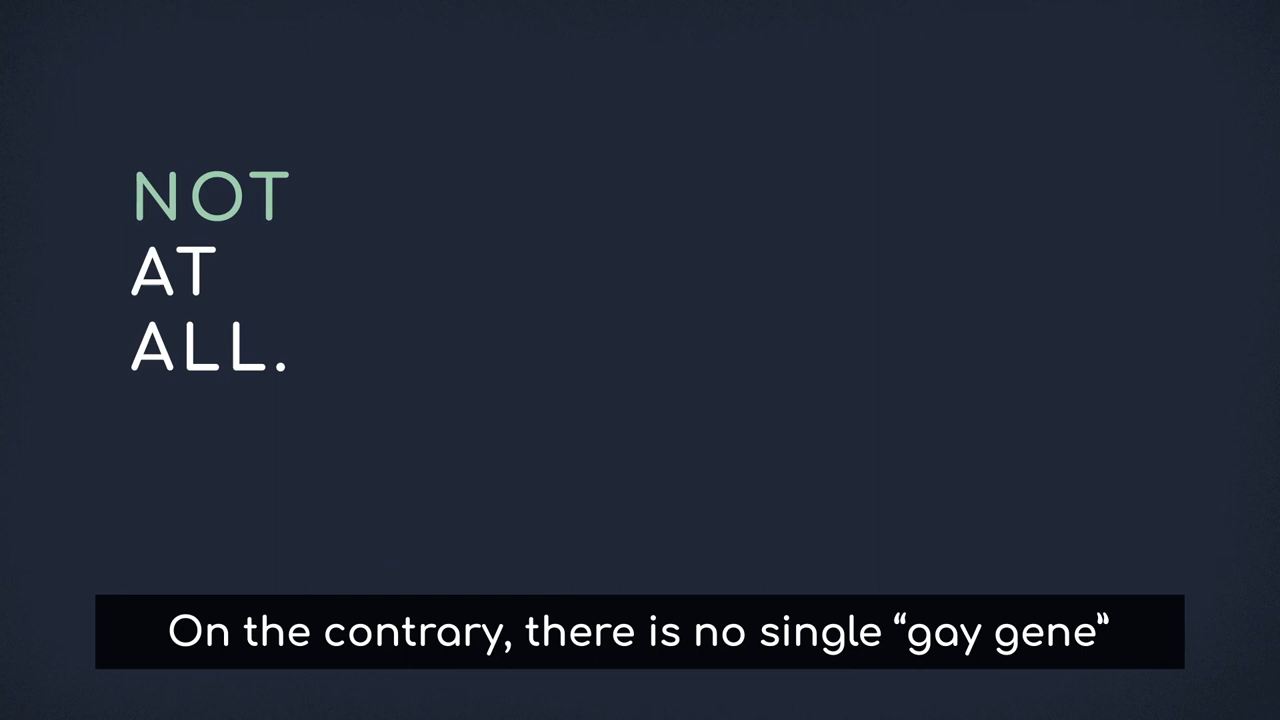 NOT
AT
ALL.
On the contrary, there is no single “gay gene”